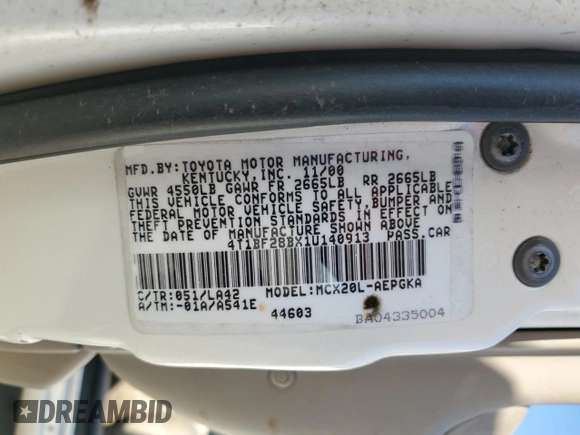 MFD.BY:TOYOTA MOTOR MANUFACTURING,
KENTUCKY, INC. 11/00
GVWR 4550LB GAWR FR 2665LB RR 2665LB
THIS VEHICLE CONFORMS TO ALL APPLICABLE
FEDERAL MOTOR VEHICLE SAFETY, BUMPER AND
THEFT PREVENTION STANDARDS IN EFFECT ON
THE DATE OF MANUFACTURE SHOWN ABOVE.
4T1BF28BX1U140913 PASS.CAR
C/TR:051/LA42 MODEL:MCX20L-AEPGKA
A/TM:-01A/A541E
44603 BA04335004
DREAMBID